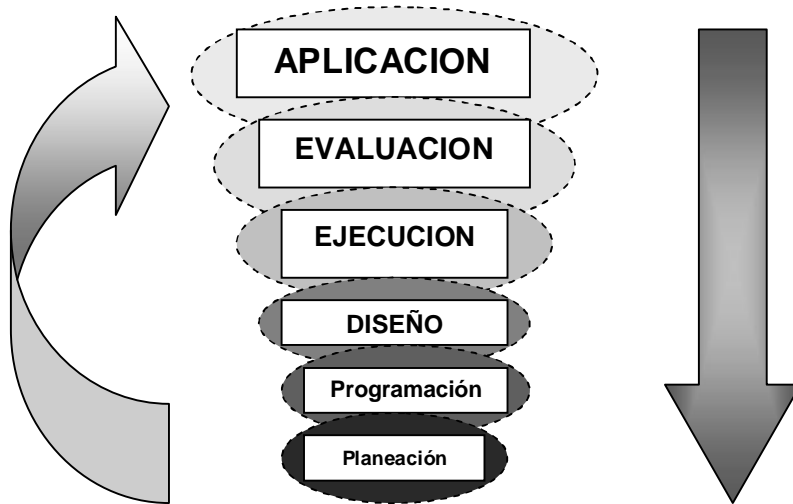 APLICACION
EVALUACION
EJECUCION
DISEÑO
Programación
Planeación